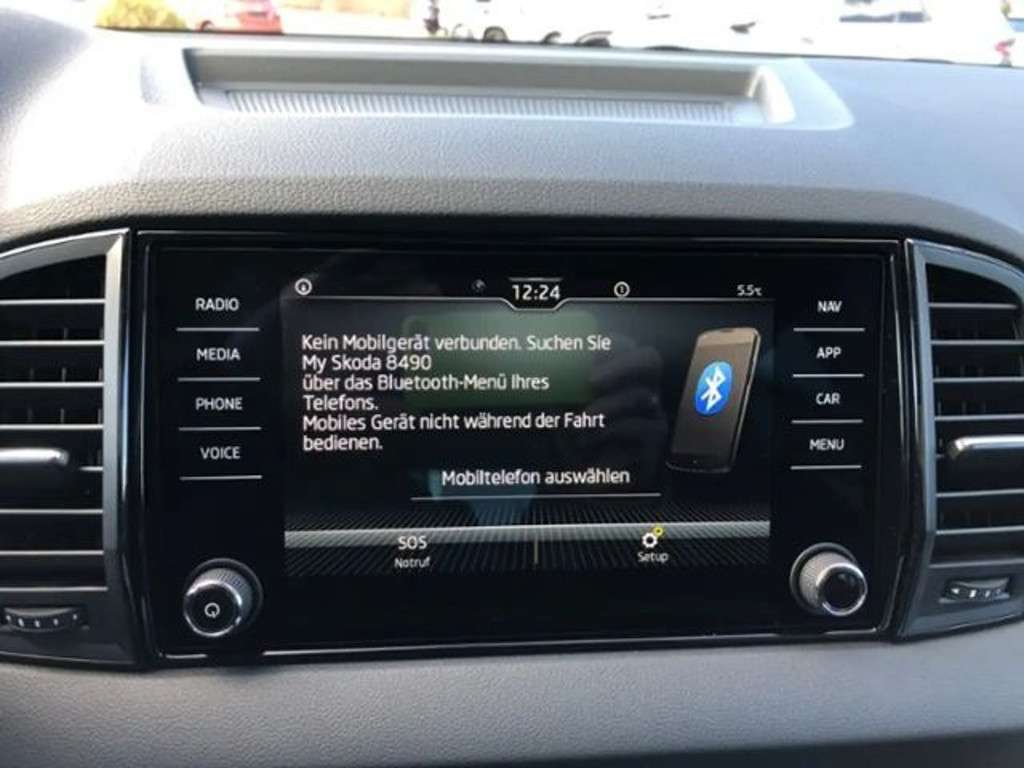 12:24
5.5°C
RADIO
MEDIA
PHONE
VOICE
Kein Mobilgerät verbunden. Suchen Sie
My Skoda 8490
über das Bluetooth-Menü Ihres
Telefons.
Mobiles Gerät nicht während der Fahrt
bedienen.
Mobiltelefon auswählen
SOS
Notruf
Setup
NAV
APP
CAR
MENU